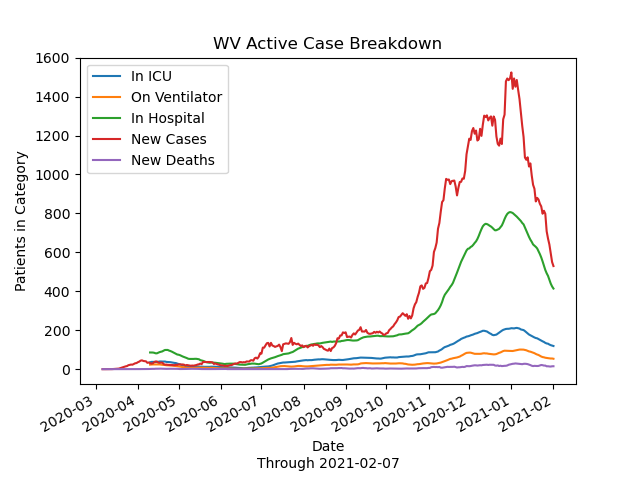 WV Active Case Breakdown
1600
1400
1200
1000
800
600
400
200
0
Patients in Category
In ICU
On Ventilator
In Hospital
New Cases
New Deaths
2020-03
2020-04
2020-05
2020-06
2020-07
2020-08
2020-09
2020-10
2020-11
2020-12
2021-01
2021-02
Date
Through 2021-02-07